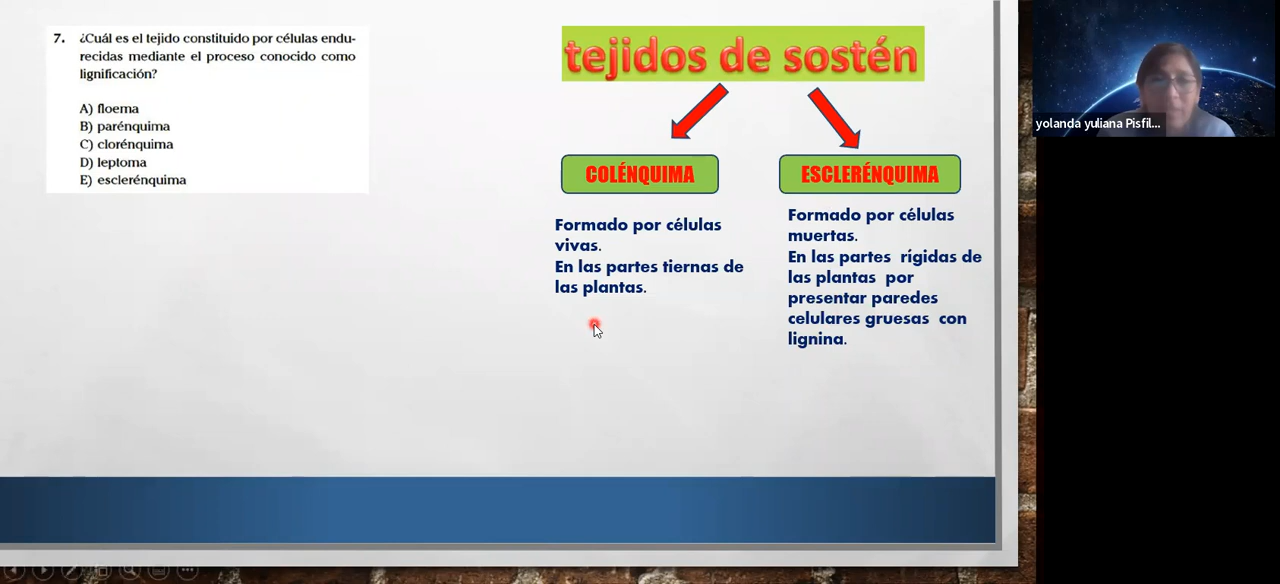 7. ¿Cuál es el tejido constituido por células endu-
recidas mediante el proceso conocido como
lignificación?
A) floema
B) parénquima
C) clorénquima
D) leptoma
E) esclerénquima
tejidos de sostén
COLÉNQUIMA
Formado por células
vivas.
En las partes tiernas de
las plantas.
ESCLERÉNQUIMA
Formado por células
muertas.
En las partes rígidas de
las plantas por
presentar paredes
celulares gruesas con
lignina.
yolanda yuliana Pisfil...